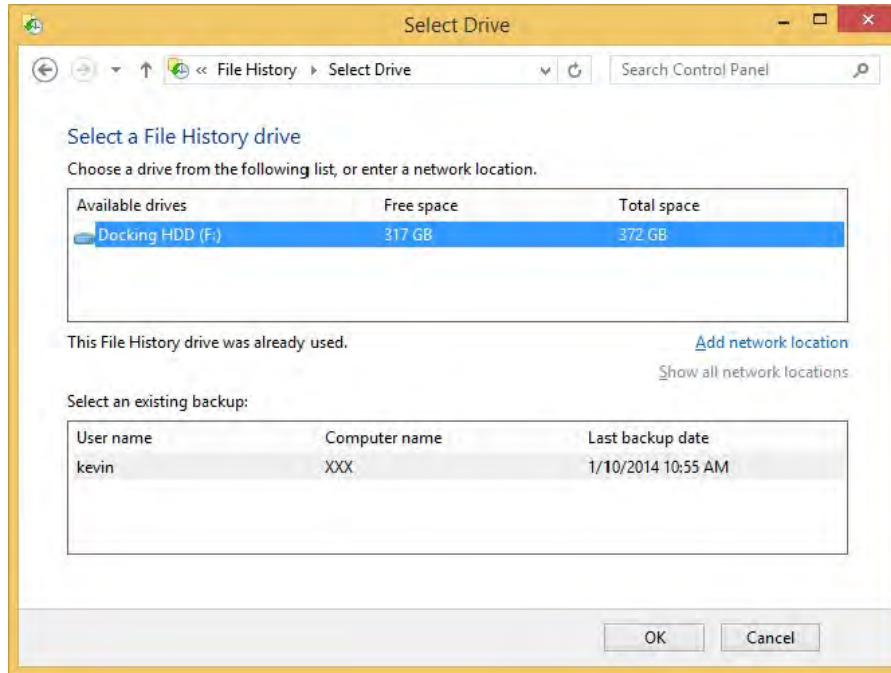 Select Drive
« File History Select Drive Search Control Panel
Select a File History drive
Choose a drive from the following list, or enter a network location.
Available drives Free space Total space
Docking HDD (F:) 317 GB 372 GB
This File History drive was already used. Add network location
Show all network locations
Select an existing backup:
User name Computer name Last backup date
kevin XXX 1/10/2014 10:55 AM
OK Cancel